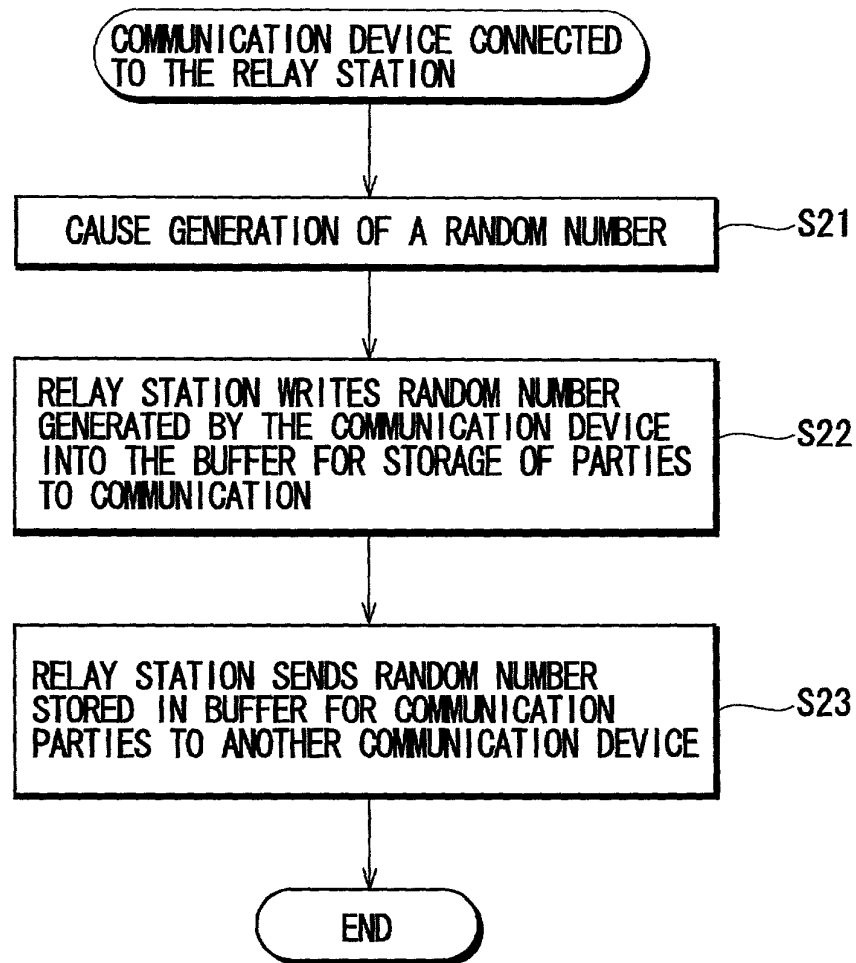 COMMUNICATION DEVICE CONNECTED
TO THE RELAY STATION
CAUSE GENERATION OF A RANDOM NUMBER
S21
RELAY STATION WRITES RANDOM NUMBER
GENERATED BY THE COMMUNICATION DEVICE
INTO THE BUFFER FOR STORAGE OF PARTIES
TO COMMUNICATION
S22
RELAY STATION SENDS RANDOM NUMBER
STORED IN BUFFER FOR COMMUNICATION
PARTIES TO ANOTHER COMMUNICATION DEVICE
S23
END